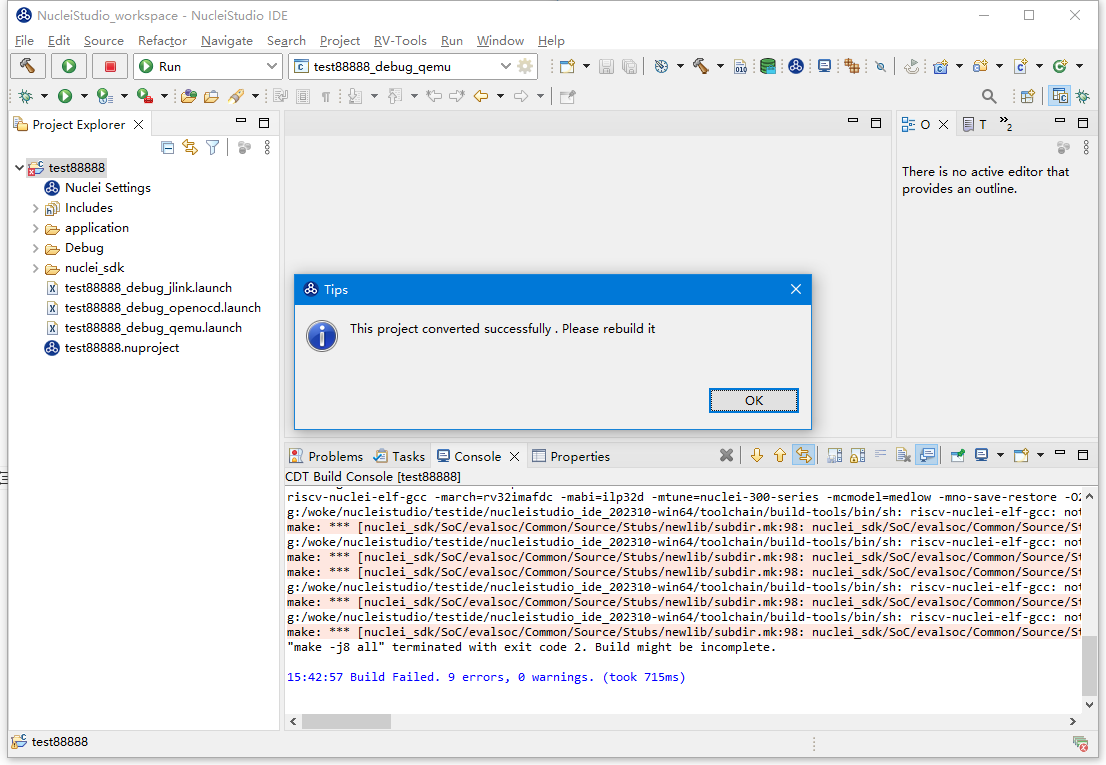 NucleiStudio_workspace - NucleiStudio IDE
File Edit Source Refactor Navigate Search Project RV-Tools Run Window Help
Run
test88888_debug_qemu
Project Explorer
O
T
2
test88888
Nuclei Settings
Includes
application
Debug
nuclei_sdk
test88888_debug_jlink.launch
test88888_debug_openocd.launch
test88888_debug_qemu.launch
test88888.nuproject
There is no active editor that
provides an outline.
Tips
This project converted successfully . Please rebuild it
OK
Problems Tasks Console Properties
CDT Build Console [test88888]
riscv-nuclei-elf-gcc -march=rv32imafdc -mabi=ilp32d -mtune=nuclei-300-series -mcmodel=medlow -mno-save-restore -O2
g:/woke/nucleistudio/testide/nucleistudio_ide_202310-win64/toolchain/build-tools/bin/sh: riscv-nuclei-elf-gcc: not
make: *** [nuclei_sdk/SoC/evalsoc/Common/Source/Stubs/newlib/subdir.mk:98: nuclei_sdk/SoC/evalsoc/Common/Source/St
g:/woke/nucleistudio/testide/nucleistudio_ide_202310-win64/toolchain/build-tools/bin/sh: riscv-nuclei-elf-gcc: not
make: *** [nuclei_sdk/SoC/evalsoc/Common/Source/Stubs/newlib/subdir.mk:98: nuclei_sdk/SoC/evalsoc/Common/Source/St
make: *** [nuclei_sdk/SoC/evalsoc/Common/Source/Stubs/newlib/subdir.mk:98: nuclei_sdk/SoC/evalsoc/Common/Source/St
g:/woke/nucleistudio/testide/nucleistudio_ide_202310-win64/toolchain/build-tools/bin/sh: riscv-nuclei-elf-gcc: not
make: *** [nuclei_sdk/SoC/evalsoc/Common/Source/Stubs/newlib/subdir.mk:98: nuclei_sdk/SoC/evalsoc/Common/Source/St
g:/woke/nucleistudio/testide/nucleistudio_ide_202310-win64/toolchain/build-tools/bin/sh: riscv-nuclei-elf-gcc: not
make: *** [nuclei_sdk/SoC/evalsoc/Common/Source/Stubs/newlib/subdir.mk:98: nuclei_sdk/SoC/evalsoc/Common/Source/St
"make -j8 all" terminated with exit code 2. Build might be incomplete.
15:42:57 Build Failed. 9 errors, 0 warnings. (took 715ms)
test88888